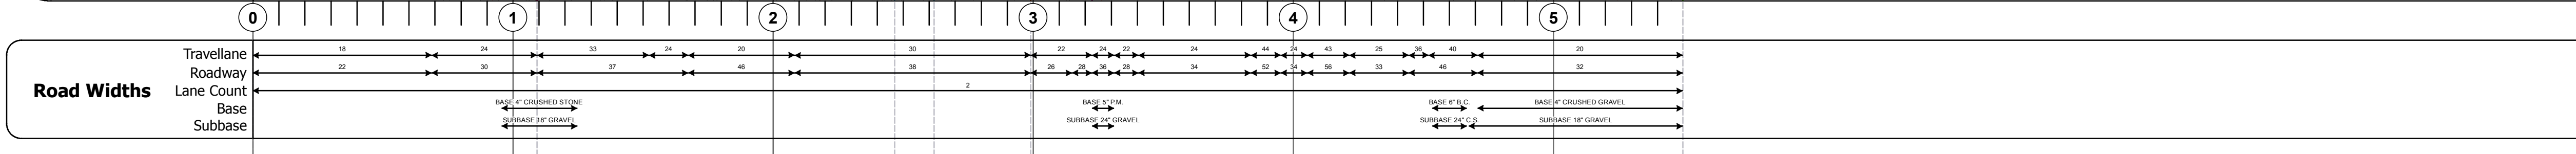 0 1 2 3 4 5
Travellane 18 24 33 24 20 30 22 24 22 24 44 24 43 25 36 40 20
Roadway 22 30 37 46 38 26 28 36 28 34 52 34 56 33 46 32
Road Widths
Lane Count 2
Base BASE 4" CRUSHED STONE BASE 5" P.M. BASE 6" B.C. BASE 4" CRUSHED GRAVEL
Subbase SUBBASE 18" GRAVEL SUBBASE 24" GRAVEL SUBBASE 24" C.S. SUBBASE 18" GRAVEL